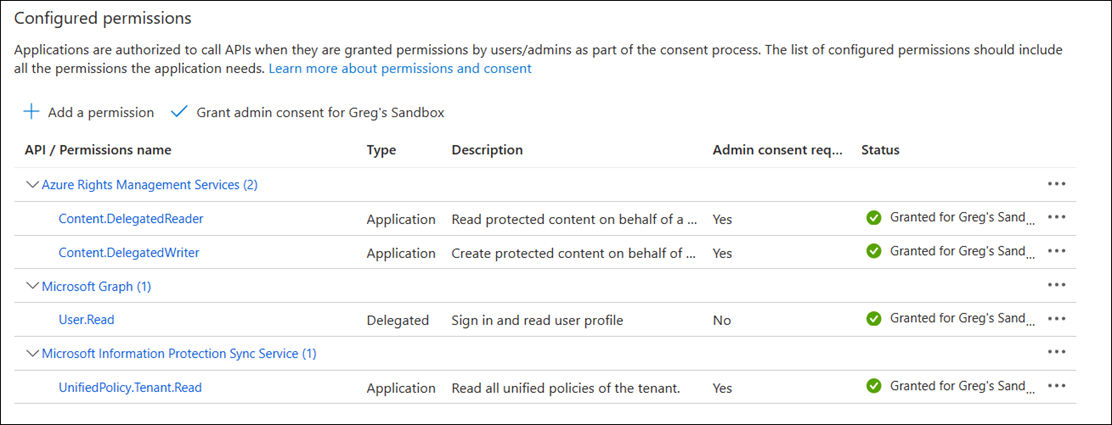 Configured permissions
Applications are authorized to call APIs when they are granted permissions by users/admins as part of the consent process. The list of configured permissions should include
all the permissions the application needs. Learn more about permissions and consent
Add a permission Grant admin consent for Greg's Sandbox
API / Permissions name Type Description Admin consent req... Status
Azure Rights Management Services (2) ...
Content.DelegatedReader Application Read protected content on behalf of a ... Yes Granted for Greg's Sand... ...
Content.DelegatedWriter Application Create protected content on behalf of ... Yes Granted for Greg's Sand... ...
Microsoft Graph (1) ...
User.Read Delegated Sign in and read user profile No Granted for Greg's Sand... ...
Microsoft Information Protection Sync Service (1) ...
UnifiedPolicy.Tenant.Read Application Read all unified policies of the tenant. Yes Granted for Greg's Sand... ...